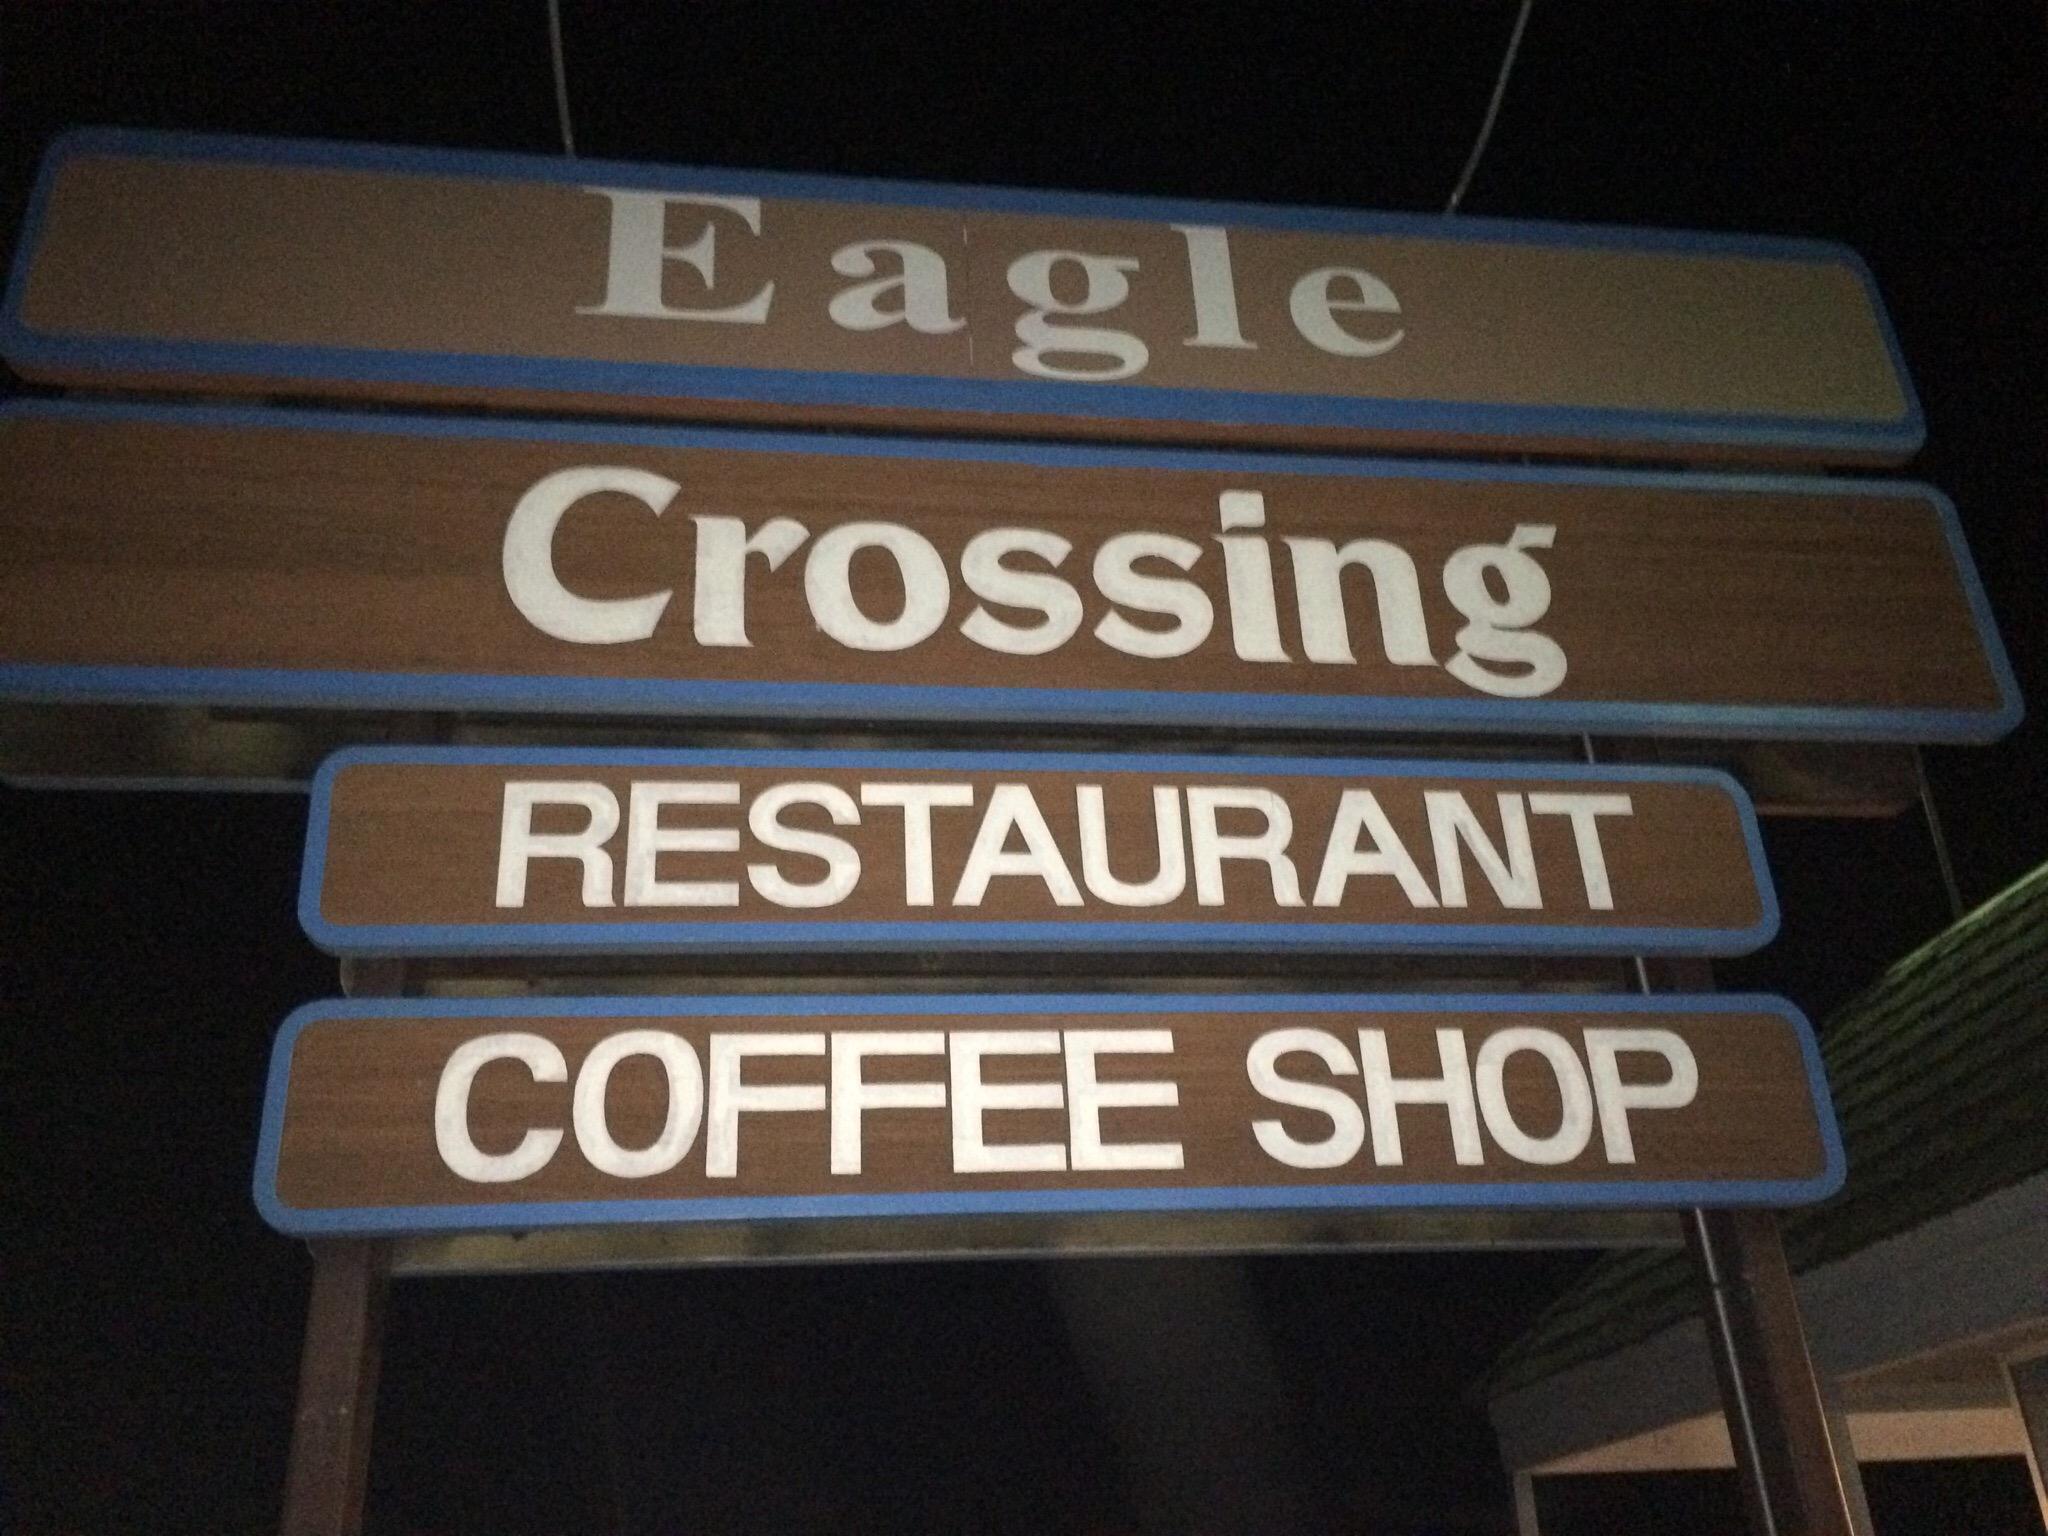 Eagle
Crossing
RESTAURANT
COFFEE SHOP